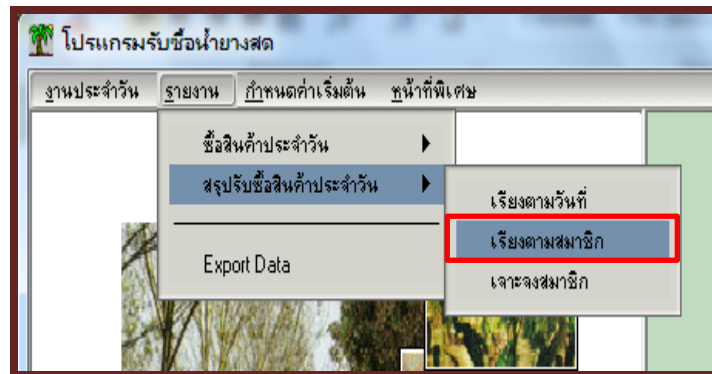 โปรแกรมรับซื้อน้ำยางสด
งานประจำวัน รายงาน กำหนดค่าเริ่มต้น หน้าที่พิเศษ
ซื้อสินค้าประจำวัน
สรุปรับซื้อสินค้าประจำวัน
เรียงตามวันที่
เรียงตามสมาชิก
Export Data
เจาะจงสมาชิก